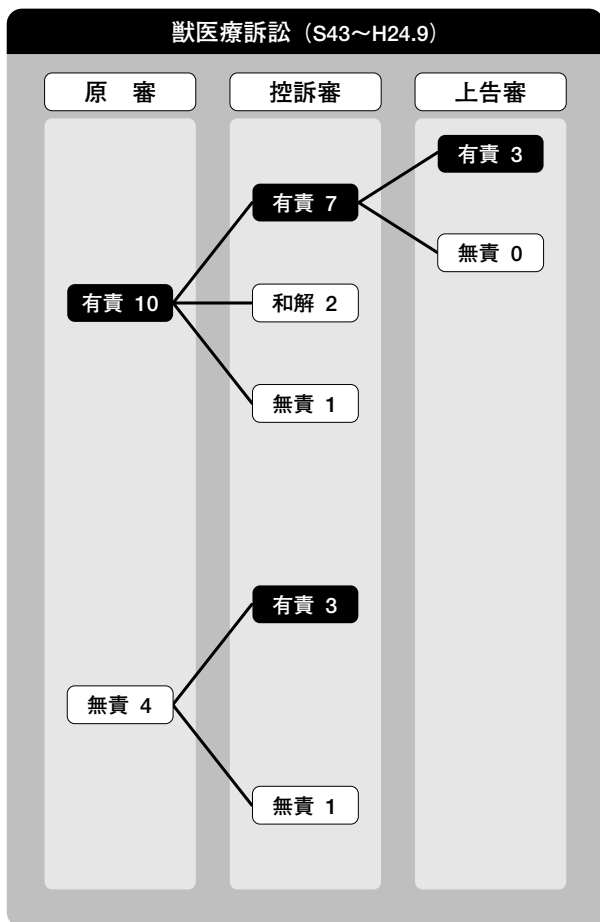 獣医療訴訟（S43〜H24.9）
原　審
控訴審
上告審
有責 3
有責 7
無責 0
有責 10
和解 2
無責 1
有責 3
無責 4
無責 1